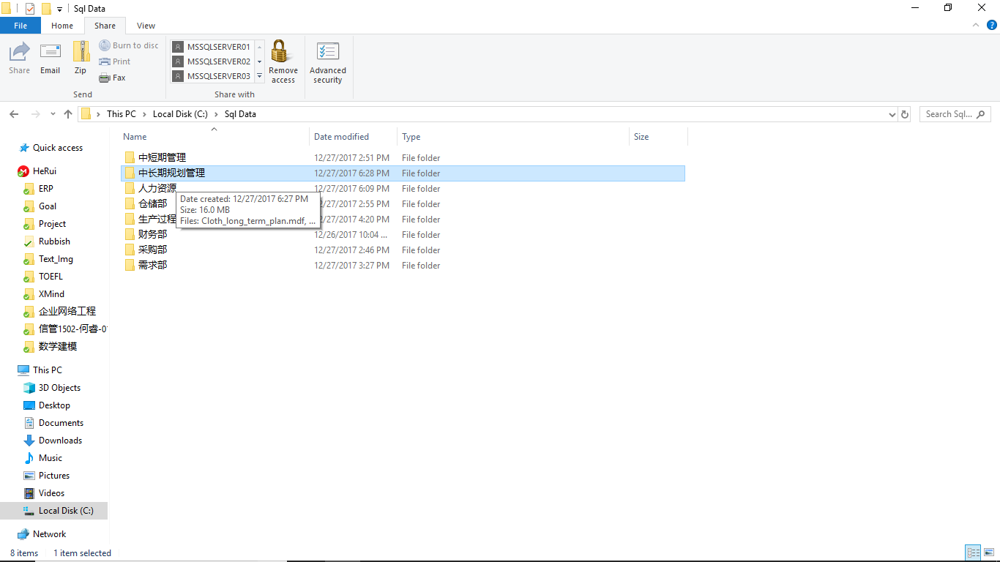 Sql Data
File Home Share View
Share
Email
Zip
Burn to disc
Print
Fax
Send
MSSQLSERVER01
MSSQLSERVER02
MSSQLSERVER03
Share with
Remove access
Advanced security
This PC › Local Disk (C:) › Sql Data
Search Sql...
Name Date modified Type Size
中短期管理 12/27/2017 2:51 PM File folder
中长期规划管理 12/27/2017 6:28 PM File folder
人力资源 12/27/2017 6:09 PM File folder
仓储部 12/27/2017 2:55 PM File folder
生产过程 12/27/2017 4:20 PM File folder
财务部 12/26/2017 10:04 ... File folder
采购部 12/27/2017 2:46 PM File folder
需求部 12/27/2017 3:27 PM File folder
Date created: 12/27/2017 6:27 PM
Size: 16.0 MB
Files: Cloth_long_term_plan.mdf, ...
Quick access
HeRui
ERP
Goal
Project
Rubbish
Text_Img
TOEFL
XMind
企业网络工程
信管1502-何睿-0
数学建模
This PC
3D Objects
Desktop
Documents
Downloads
Music
Pictures
Videos
Local Disk (C:)
Network
8 items 1 item selected